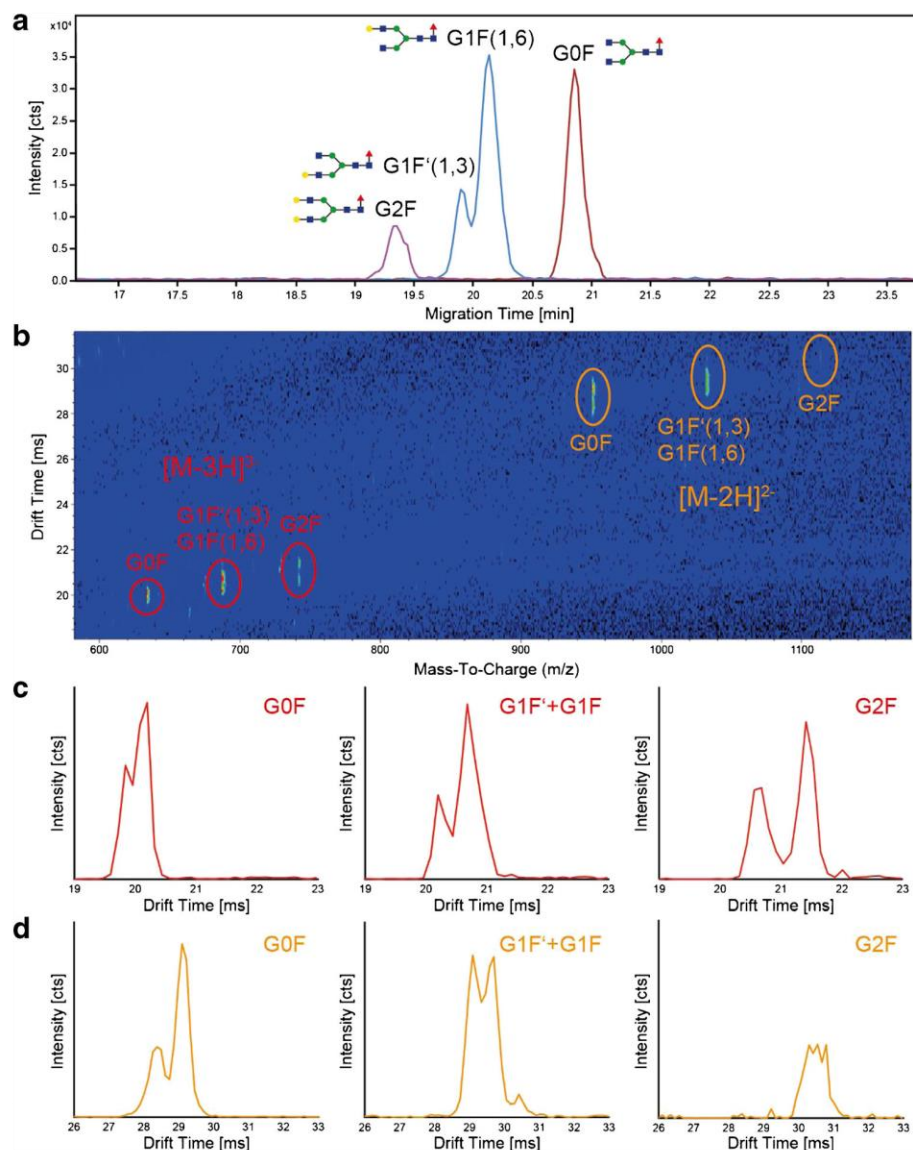 a
x10⁴
3.5
3.0
2.5
2.0
1.5
1.0
0.5
0.0
Intensity [cts]
G1F(1,6)
G0F
G1F'(1,3)
G2F
17 17.5 18 18.5 19 19.5 20 20.5 21 21.5 22 22.5 23 23.5
Migration Time [min]
b
30
28
26
24
22
20
Drift Time [ms]
G0F
G1F'(1,3)
G1F(1,6)
G2F
[M-2H]²⁻
[M-3H]³⁻
G0F
G1F'(1,3)
G1F(1,6)
G2F
600 700 800 900 1000 1100
Mass-To-Charge (m/z)
c
Intensity [cts]
G0F
19 20 21 22 23
Drift Time [ms]
Intensity [cts]
G1F'+G1F
19 20 21 22 23
Drift Time [ms]
Intensity [cts]
G2F
19 20 21 22 23
Drift Time [ms]
d
Intensity [cts]
G0F
26 27 28 29 30 31 32 33
Drift Time [ms]
Intensity [cts]
G1F'+G1F
26 27 28 29 30 31 32 33
Drift Time [ms]
Intensity [cts]
G2F
26 27 28 29 30 31 32 33
Drift Time [ms]